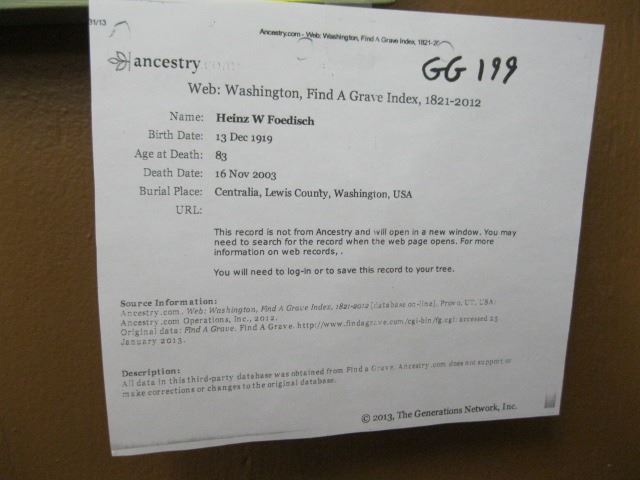 31/13
Ancestry.com - Web: Washington, Find A Grave Index, 1821-20
ancestry.com
GG 199
Web: Washington, Find A Grave Index, 1821-2012
Name: Heinz W Foedisch
Birth Date: 13 Dec 1919
Age at Death: 83
Death Date: 16 Nov 2003
Burial Place: Centralia, Lewis County, Washington, USA
URL:
This record is not from Ancestry and will open in a new window. You may
need to search for the record when the web page opens. For more
information on web records, .
You will need to log-in or to save this record to your tree.
Source Information:
Ancestry.com. Web: Washington, Find A Grave Index, 1821-2012 [database on-line]. Provo, UT, USA:
Ancestry.com Operations, Inc., 2012.
Original data: Find A Grave. Find A Grave. http://www.findagrave.com/cgi-bin/fg.cgi: accessed 23
January 2013.
Description:
All data in this third-party database was obtained from Find a Grave. Ancestry.com does not support or
make corrections or changes to the original database.
© 2013, The Generations Network, Inc.